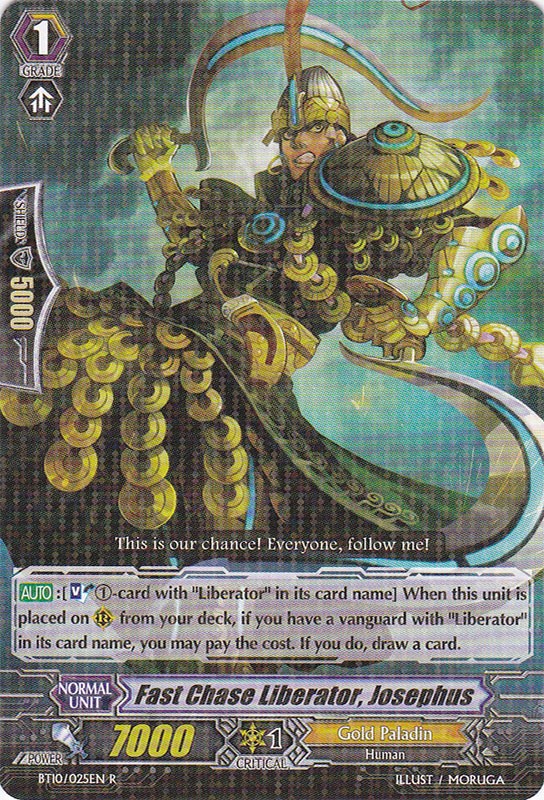 1
GRADE
SHIELD
5000
This is our chance! Everyone, follow me!
AUTO :[ V ①-card with "Liberator" in its card name] When this unit is
placed on R from your deck, if you have a vanguard with "Liberator"
in its card name, you may pay the cost. If you do, draw a card.
NORMAL
UNIT
Fast Chase Liberator, Josephus
POWER
7000
1
CRITICAL
Gold Paladin
Human
BT10/025EN R
ILLUST / MORUGA